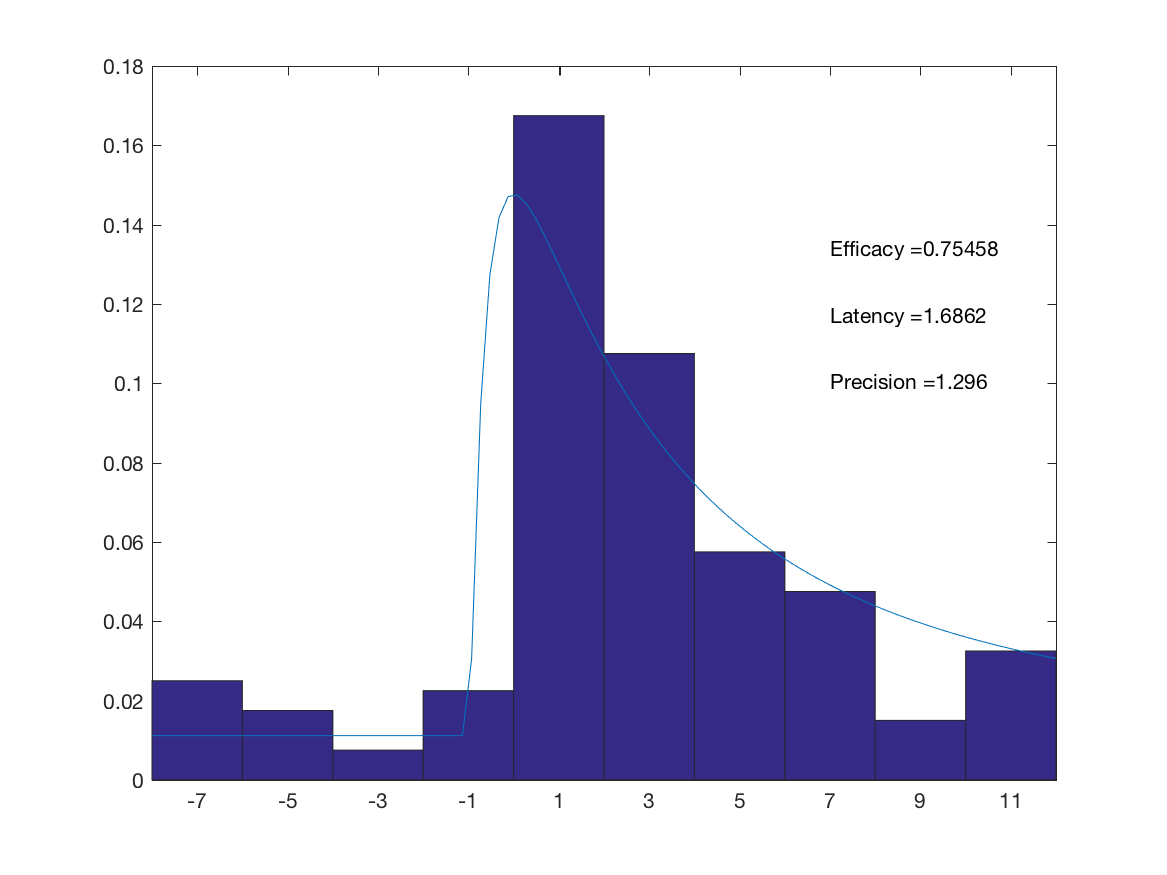 0.18
0.16
0.14
Efficacy =0.75458
0.12
Latency =1.6862
0.1
Precision =1.296
0.08
0.06
0.04
0.02
0
-7 -5 -3 -1 1 3 5 7 9 11